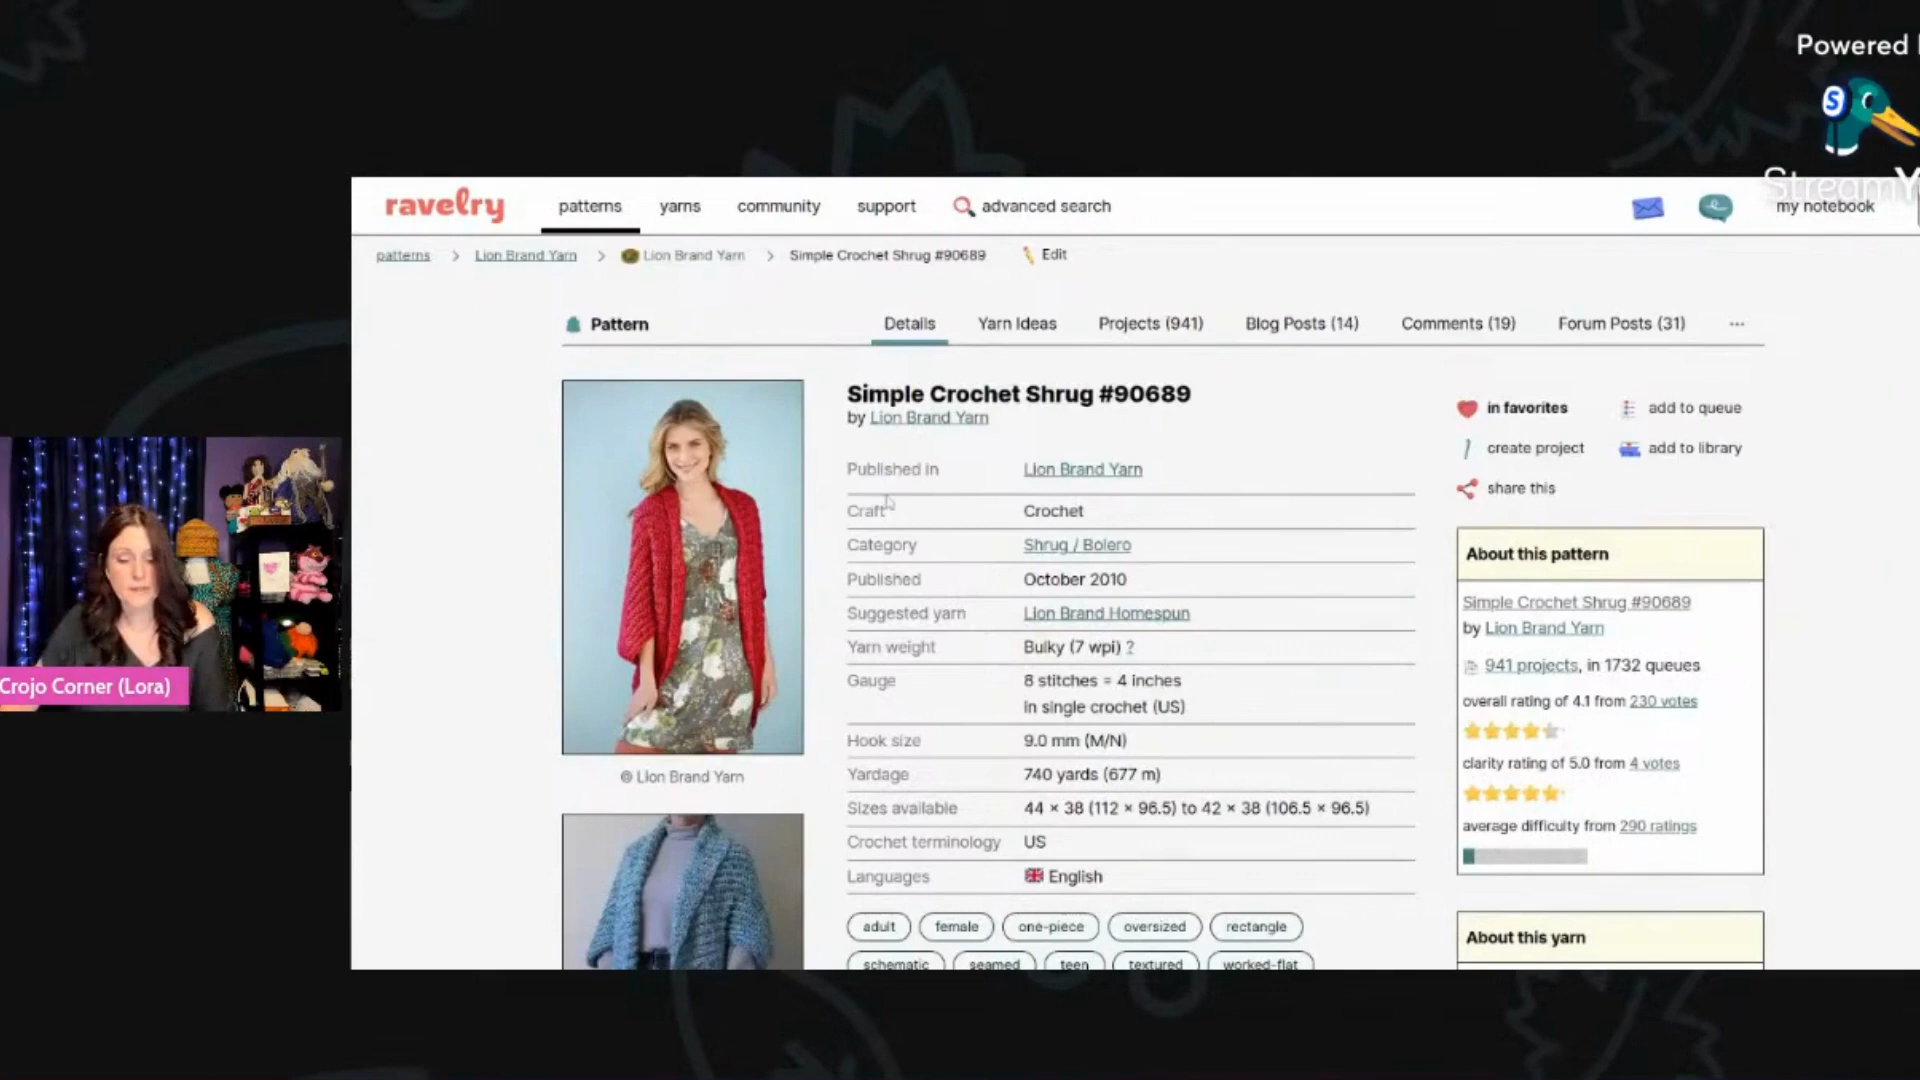 Powered
S
StreamY
ravelry patterns yarns community support advanced search my notebook
patterns > Lion Brand Yarn > Lion Brand Yarn > Simple Crochet Shrug #90689 Edit
Pattern Details Yarn Ideas Projects (941) Blog Posts (14) Comments (19) Forum Posts (31) ...
Simple Crochet Shrug #90689
by Lion Brand Yarn
Published in Lion Brand Yarn
Craft Crochet
Category Shrug / Bolero
Published October 2010
Suggested yarn Lion Brand Homespun
Yarn weight Bulky (7 wpi) ?
Gauge 8 stitches = 4 inches
in single crochet (US)
Hook size 9.0 mm (M/N)
Yardage 740 yards (677 m)
Sizes available 44 × 38 (112 × 96.5) to 42 × 38 (106.5 × 96.5)
Crochet terminology US
Languages English
adult female one-piece oversized rectangle
schematic seamed teen textured worked-flat
© Lion Brand Yarn
in favorites add to queue
create project add to library
share this
About this pattern
Simple Crochet Shrug #90689
by Lion Brand Yarn
941 projects, in 1732 queues
overall rating of 4.1 from 230 votes
clarity rating of 5.0 from 4 votes
average difficulty from 290 ratings
About this yarn
Crojo Corner (Lora)